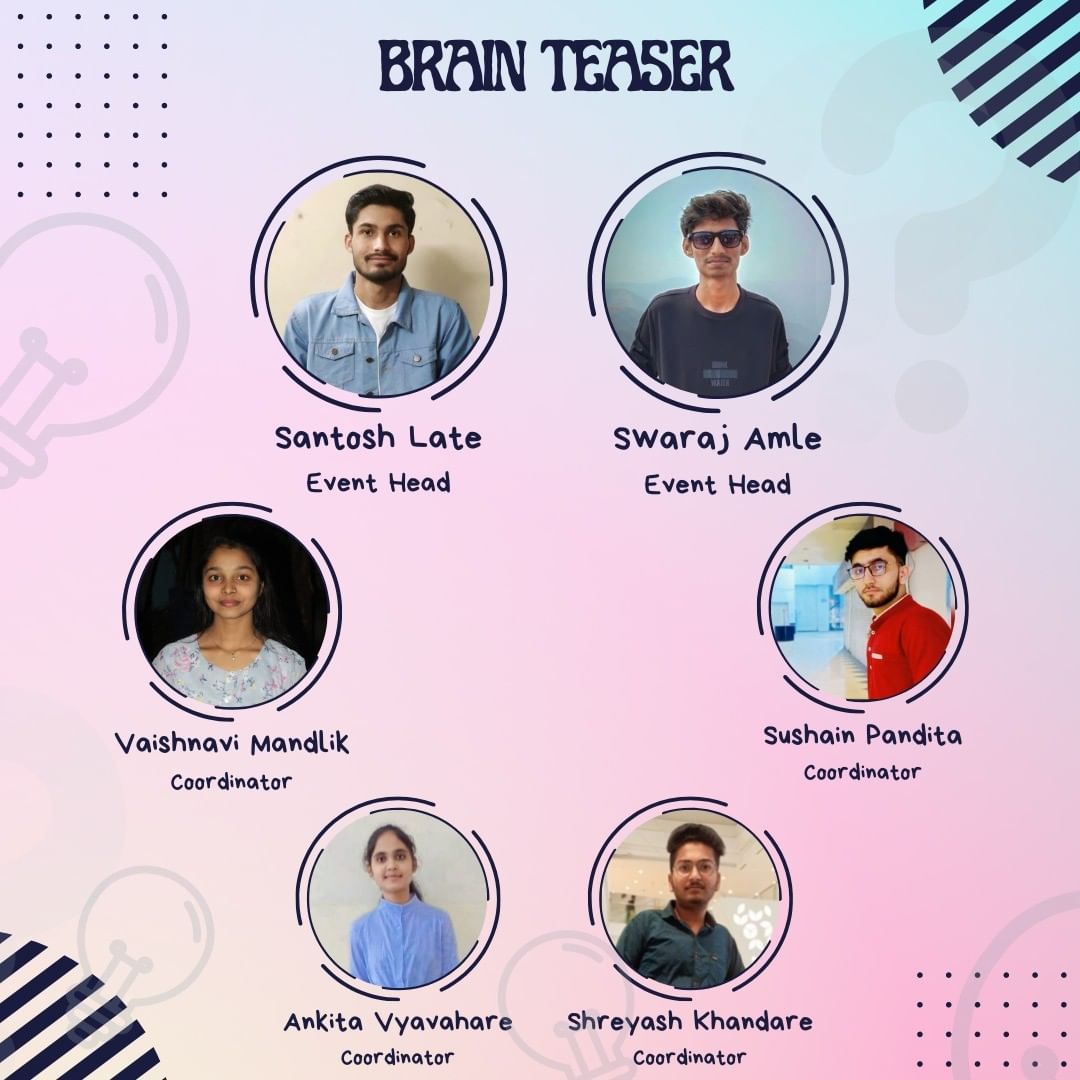 BRAIN TEASER
Santosh Late
Event Head
Swaraj Amle
Event Head
Vaishnavi Mandlik
Coordinator
Sushain Pandita
Coordinator
Ankita Vyavahare
Coordinator
Shreyash Khandare
Coordinator